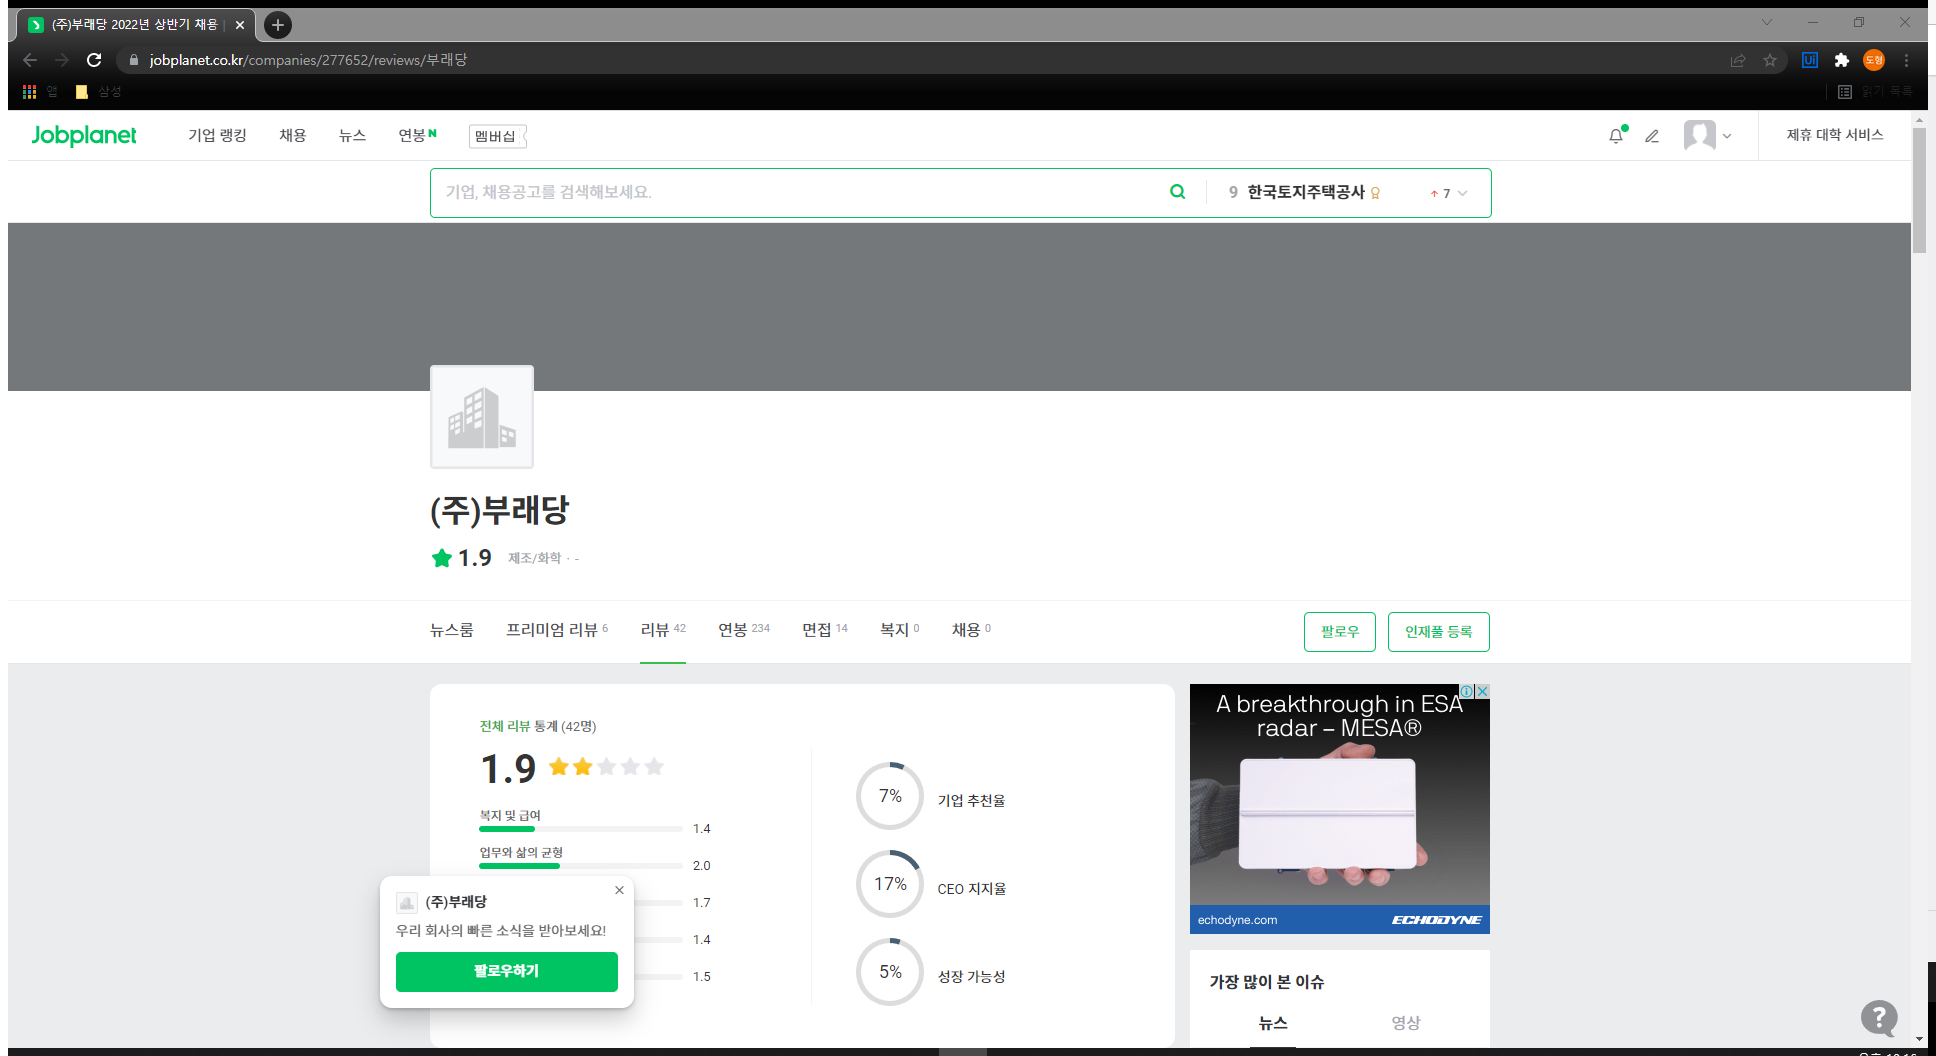 (주)부래당 2022년 상반기 채용
jobplanet.co.kr/companies/277652/reviews/부래당
Ui
도형
앱
삼성
읽기 목록
Jobplanet
기업 랭킹
채용
뉴스
연봉 N
멤버십
제휴 대학 서비스
기업, 채용공고를 검색해보세요.
9 한국토지주택공사
7
(주)부래당
1.9 제조/화학 · -
뉴스룸
프리미엄 리뷰 6
리뷰 42
연봉 234
면접 14
복지 0
채용 0
팔로우
인재풀 등록
전체 리뷰 통계 (42명)
1.9
복지 및 급여
1.4
업무와 삶의 균형
2.0
1.7
1.4
1.5
7% 기업 추천율
17% CEO 지지율
5% 성장 가능성
(주)부래당
우리 회사의 빠른 소식을 받아보세요!
팔로우하기
A breakthrough in ESA
radar – MESA®
echodyne.com
ECHODYNE
가장 많이 본 이슈
뉴스
영상
?